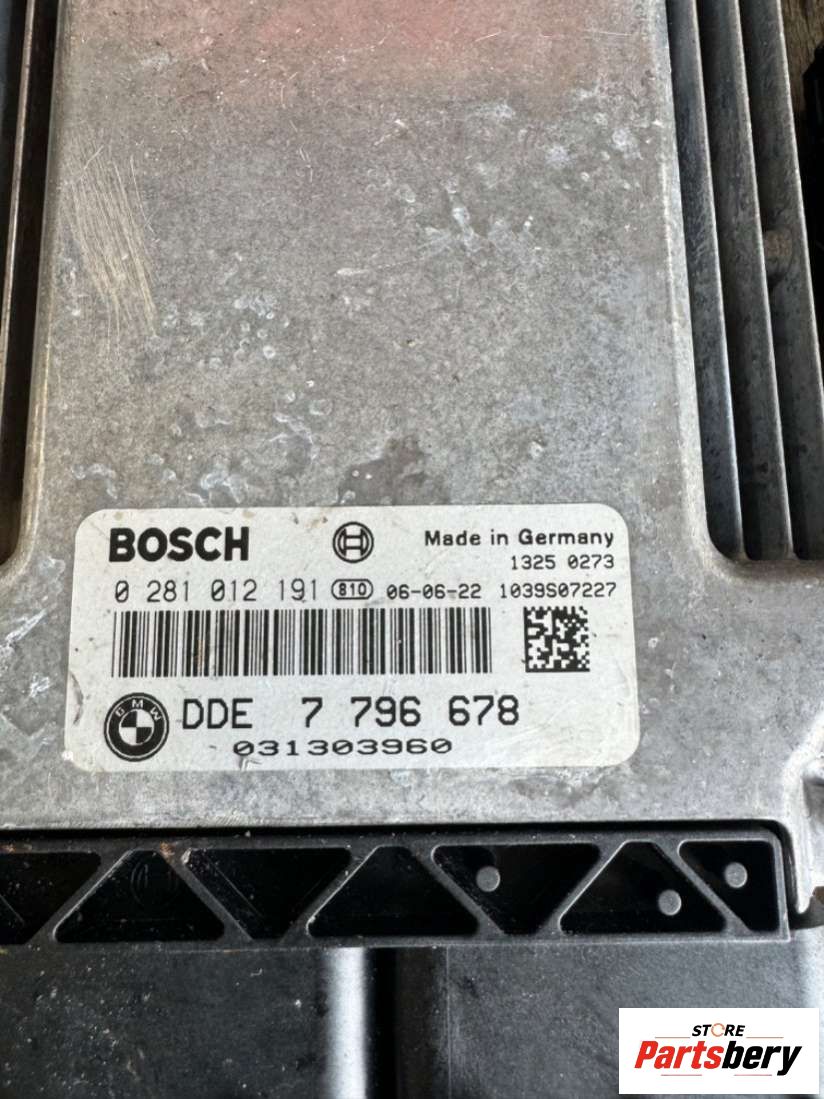 BOSCH
Made in Germany
1325 0273
0 281 012 191 810 06-06-22 1039S07227
BMW
DDE 7 796 678
031303960
STORE
Partsbery